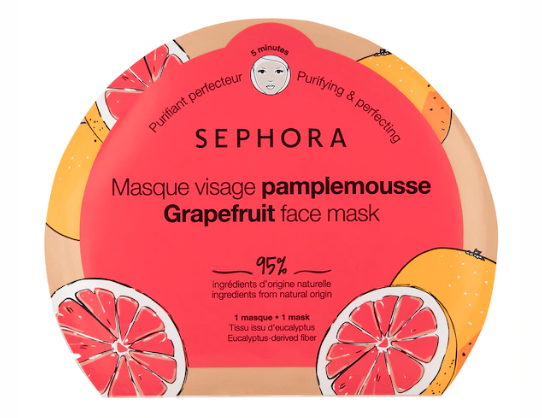 5 minutes
Purifiant perfecteur
Purifying & perfecting
SEPHORA
Masque visage pamplemousse
Grapefruit face mask
95%
ingrédients d'origine naturelle
ingredients from natural origin
1 masque • 1 mask
Tissu issu d'eucalyptus
Eucalyptus-derived fiber